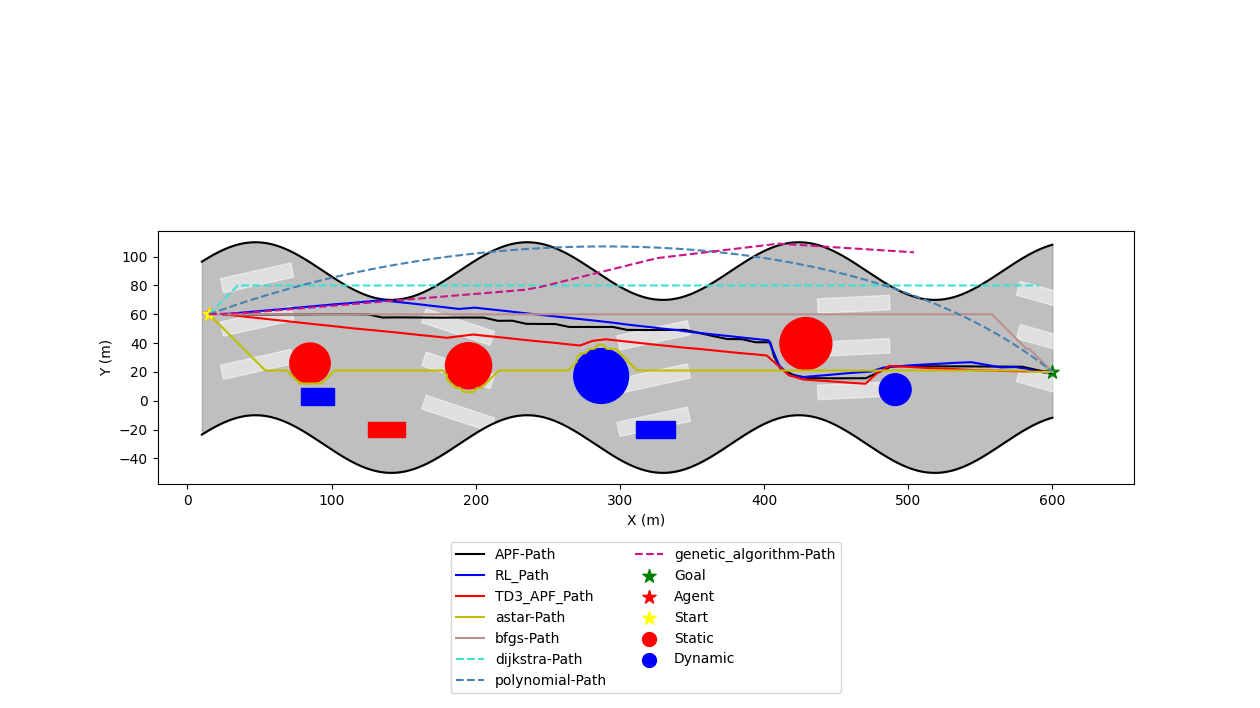 100
80
60
40
20
0
−20
−40
Y (m)
0 100 200 300 400 500 600
X (m)
APF-Path
RL_Path
TD3_APF_Path
astar-Path
bfgs-Path
dijkstra-Path
polynomial-Path
genetic_algorithm-Path
Goal
Agent
Start
Static
Dynamic